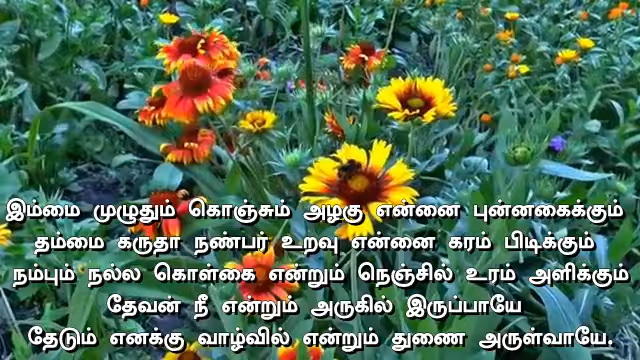 இம்மை முழுதும் கொஞ்சும் அழகு என்னை புன்னகைக்கும்
தம்மை கருதா நண்பர் உறவு என்னை கரம் பிடிக்கும்
நம்பும் நல்ல கொள்கை என்றும் நெஞ்சில் உரம் அளிக்கும்
தேவன் நீ என்றும் அருகில் இருப்பாயே
தேடும் எனக்கு வாழ்வில் என்றும் துணை அருள்வாயே.